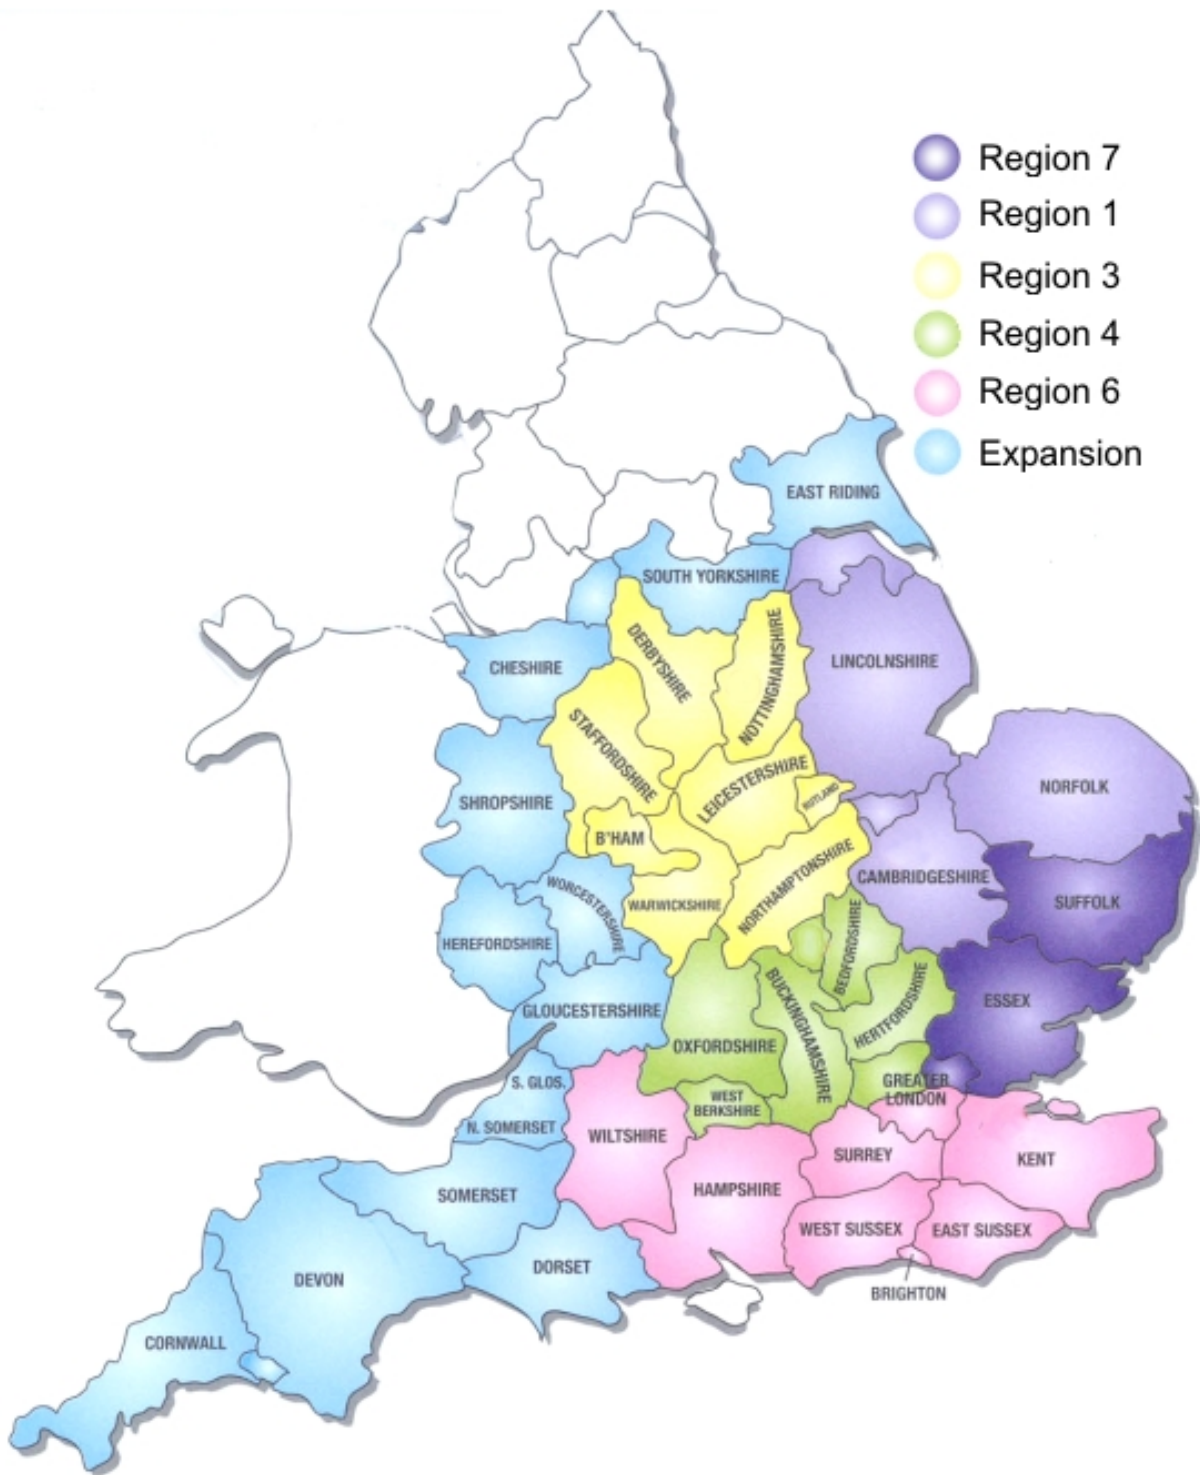 Region 7
Region 1
Region 3
Region 4
Region 6
Expansion
EAST RIDING
SOUTH YORKSHIRE
CHESHIRE
DERBYSHIRE
NOTTINGHAMSHIRE
LINCOLNSHIRE
STAFFORDSHIRE
LEICESTERSHIRE
RUTLAND
NORFOLK
SHROPSHIRE
B'HAM
NORTHAMPTONSHIRE
CAMBRIDGESHIRE
SUFFOLK
WORCESTERSHIRE
WARWICKSHIRE
HEREFORDSHIRE
BEDFORDSHIRE
GLOUCESTERSHIRE
BUCKINGHAMSHIRE
HERTFORDSHIRE
ESSEX
OXFORDSHIRE
S. GLOS.
GREATER
LONDON
WEST
BERKSHIRE
N. SOMERSET
WILTSHIRE
SURREY
KENT
SOMERSET
HAMPSHIRE
WEST SUSSEX
EAST SUSSEX
DORSET
DEVON
BRIGHTON
CORNWALL